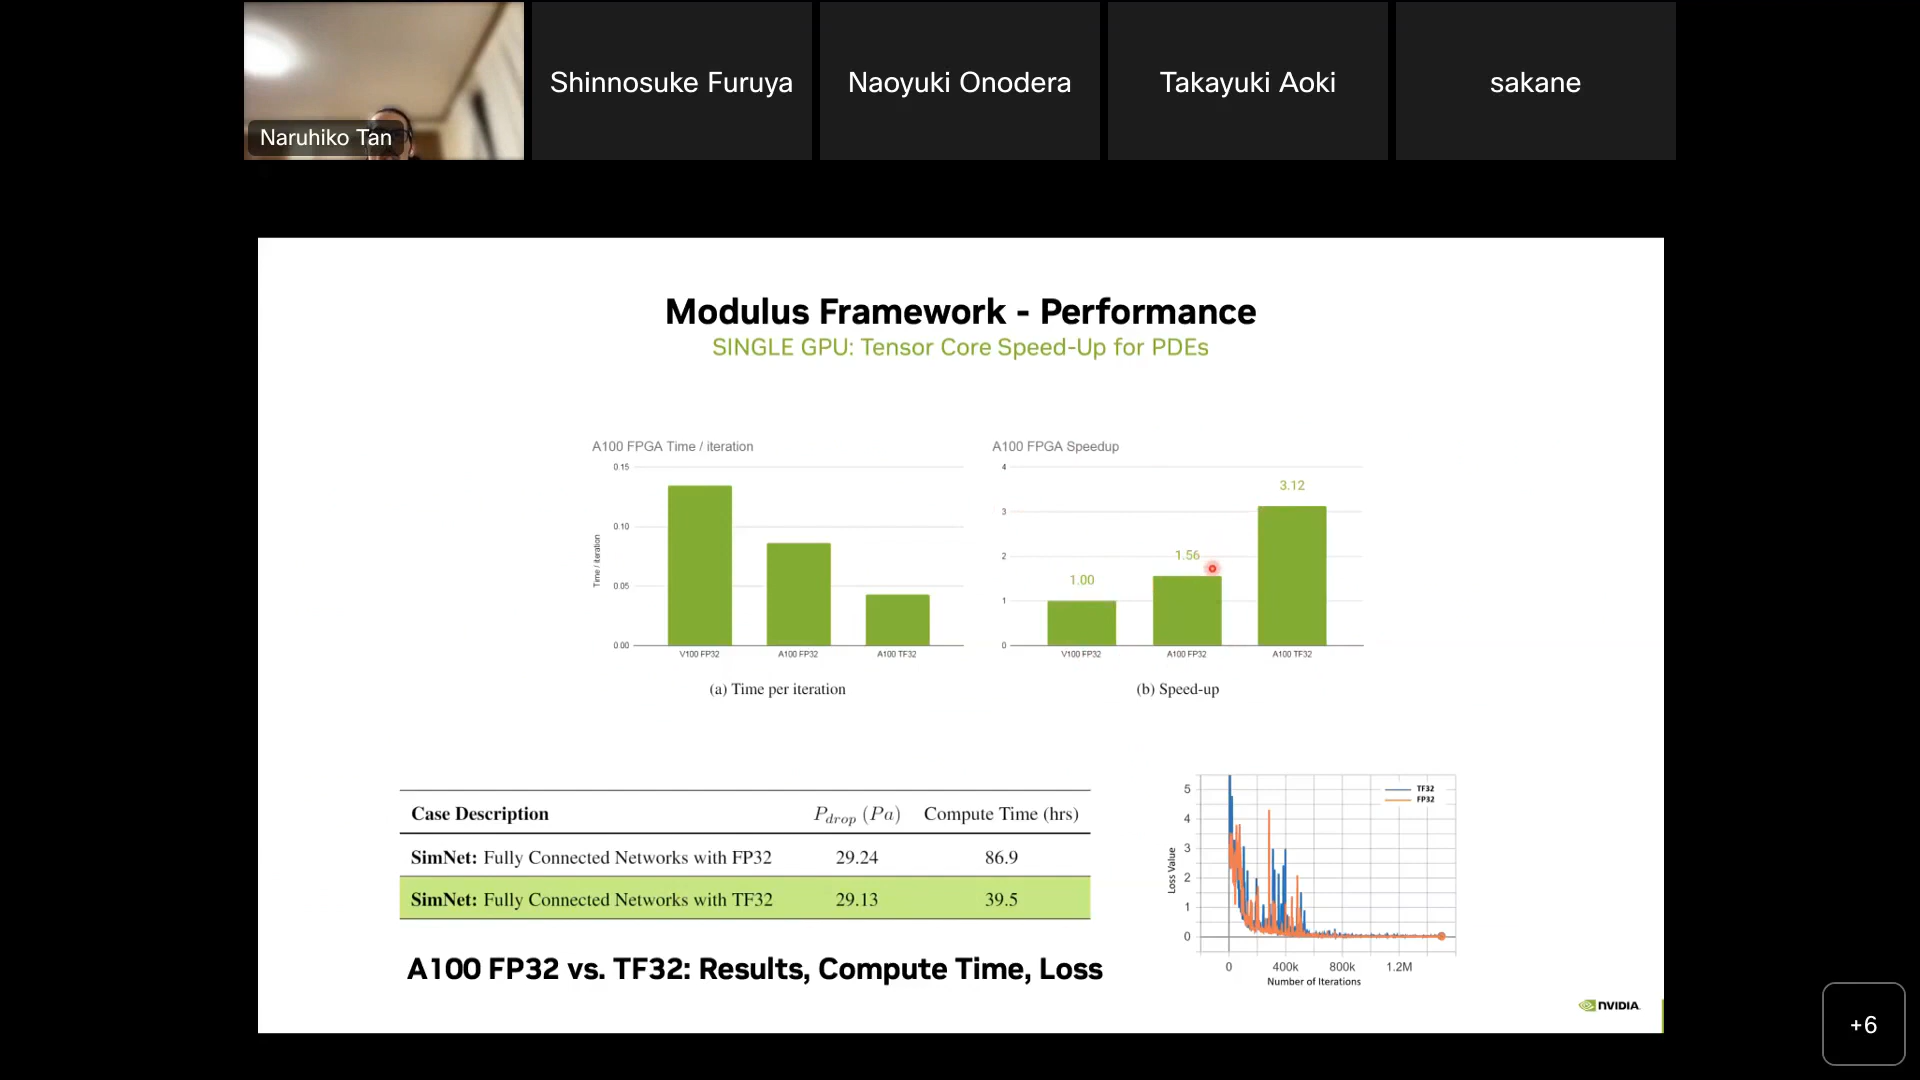 Naruhiko Tan
Shinnosuke Furuya
Naoyuki Onodera
Takayuki Aoki
sakane
Modulus Framework - Performance
SINGLE GPU: Tensor Core Speed-Up for PDEs
A100 FPGA Time / iteration
0.15
0.10
0.05
0.00
Time / iteration
V100 FP32
A100 FP32
A100 TF32
(a) Time per iteration
A100 FPGA Speedup
4
3
2
1
0
1.00
1.56
3.12
V100 FP32
A100 FP32
A100 TF32
(b) Speed-up
Case Description P_drop (Pa) Compute Time (hrs)
SimNet: Fully Connected Networks with FP32 29.24 86.9
SimNet: Fully Connected Networks with TF32 29.13 39.5
A100 FP32 vs. TF32: Results, Compute Time, Loss
5
4
3
2
1
0
Loss Value
TF32
FP32
0 400k 800k 1.2M
Number of Iterations
NVIDIA
+6